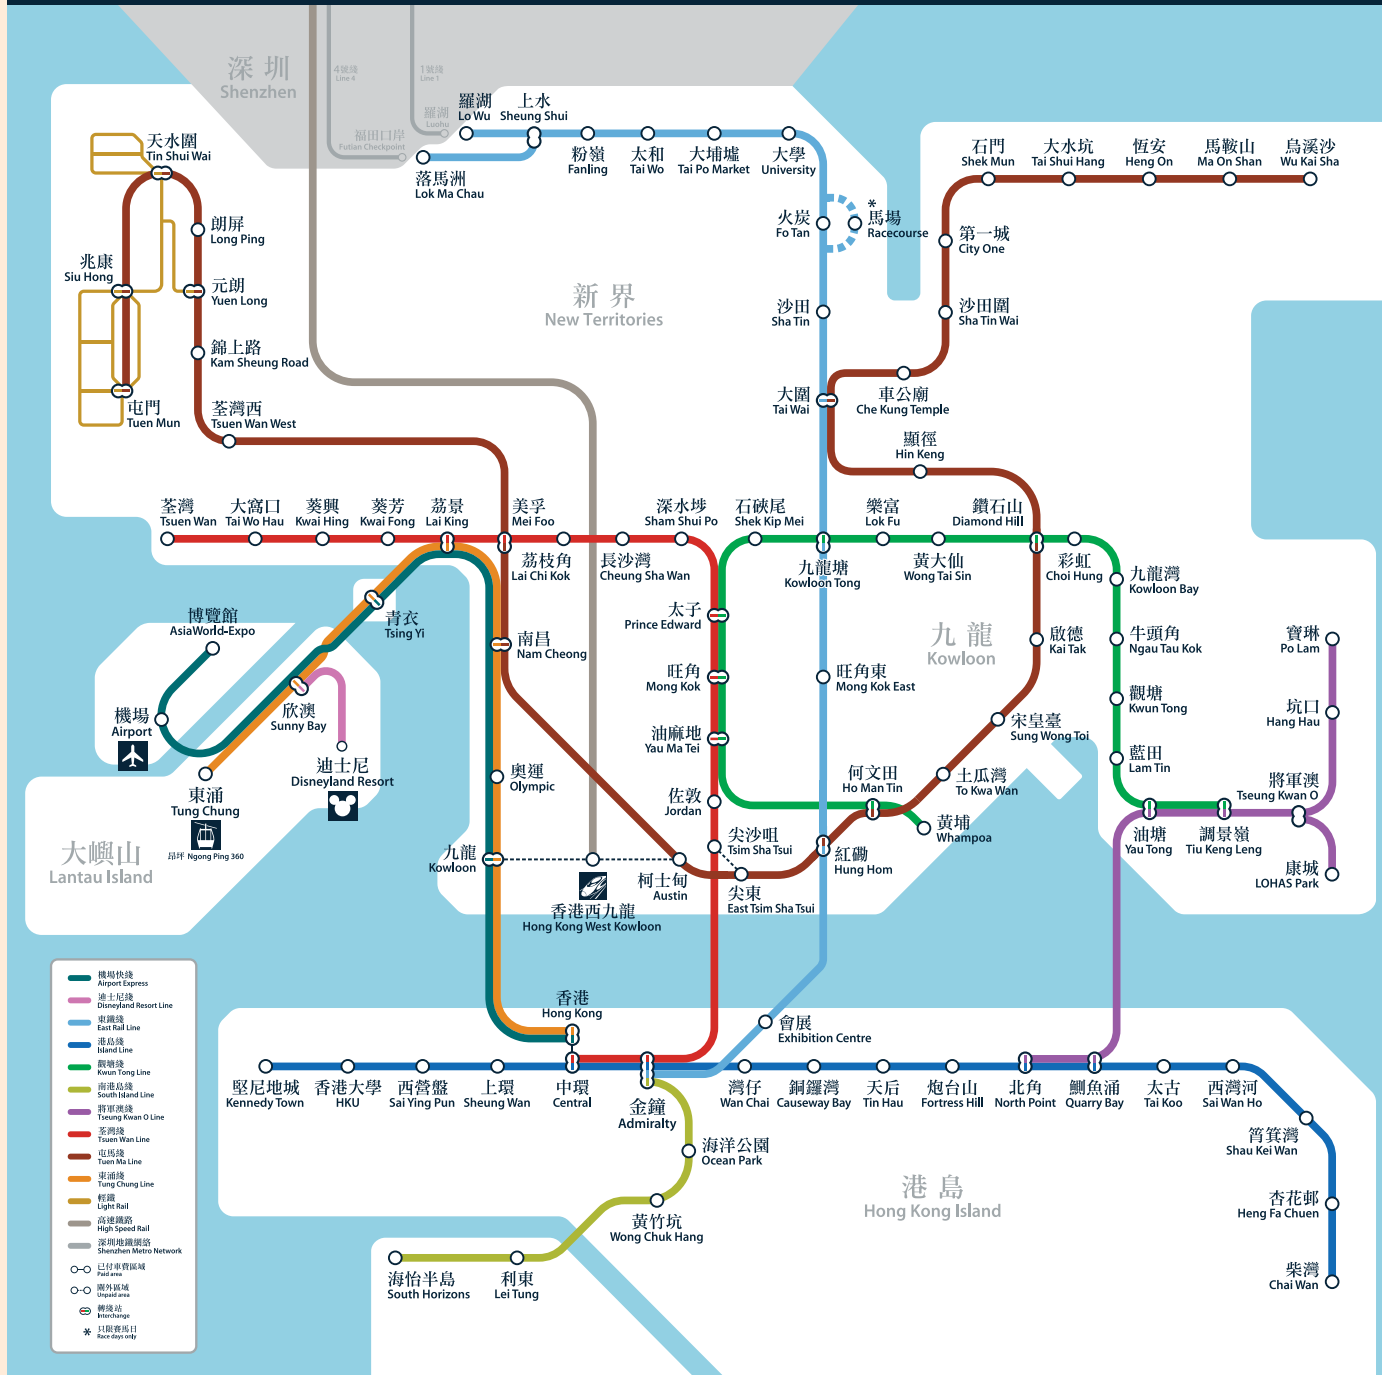 深圳
Shenzhen
4號綫
Line 4
1號綫
Line 1
羅湖
Luohu
福田口岸
Futian Checkpoint
羅湖
Lo Wu
上水
Sheung Shui
落馬洲
Lok Ma Chau
粉嶺
Fanling
太和
Tai Wo
大埔墟
Tai Po Market
大學
University
火炭
Fo Tan
*
馬場
Racecourse
沙田
Sha Tin
大圍
Tai Wai
石門
Shek Mun
大水坑
Tai Shui Hang
恆安
Heng On
馬鞍山
Ma On Shan
烏溪沙
Wu Kai Sha
第一城
City One
沙田圍
Sha Tin Wai
車公廟
Che Kung Temple
顯徑
Hin Keng
天水圍
Tin Shui Wai
朗屏
Long Ping
兆康
Siu Hong
元朗
Yuen Long
錦上路
Kam Sheung Road
屯門
Tuen Mun
荃灣西
Tsuen Wan West
新界
New Territories
荃灣
Tsuen Wan
大窩口
Tai Wo Hau
葵興
Kwai Hing
葵芳
Kwai Fong
荔景
Lai King
美孚
Mei Foo
荔枝角
Lai Chi Kok
長沙灣
Cheung Sha Wan
深水埗
Sham Shui Po
石硤尾
Shek Kip Mei
九龍塘
Kowloon Tong
樂富
Lok Fu
黃大仙
Wong Tai Sin
鑽石山
Diamond Hill
彩虹
Choi Hung
九龍灣
Kowloon Bay
牛頭角
Ngau Tau Kok
觀塘
Kwun Tong
藍田
Lam Tin
油塘
Yau Tong
調景嶺
Tiu Keng Leng
將軍澳
Tseung Kwan O
寶琳
Po Lam
坑口
Hang Hau
康城
LOHAS Park
太子
Prince Edward
旺角
Mong Kok
油麻地
Yau Ma Tei
佐敦
Jordan
尖沙咀
Tsim Sha Tsui
尖東
East Tsim Sha Tsui
旺角東
Mong Kok East
九龍
Kowloon
啟德
Kai Tak
宋皇臺
Sung Wong Toi
土瓜灣
To Kwa Wan
何文田
Ho Man Tin
黃埔
Whampoa
紅磡
Hung Hom
柯士甸
Austin
香港西九龍
Hong Kong West Kowloon
九龍
Kowloon
奧運
Olympic
南昌
Nam Cheong
青衣
Tsing Yi
博覽館
AsiaWorld-Expo
機場
Airport
欣澳
Sunny Bay
迪士尼
Disneyland Resort
東涌
Tung Chung
昂坪 Ngong Ping 360
大嶼山
Lantau Island
香港
Hong Kong
中環
Central
金鐘
Admiralty
會展
Exhibition Centre
堅尼地城
Kennedy Town
香港大學
HKU
西營盤
Sai Ying Pun
上環
Sheung Wan
灣仔
Wan Chai
銅鑼灣
Causeway Bay
天后
Tin Hau
炮台山
Fortress Hill
北角
North Point
鰂魚涌
Quarry Bay
太古
Tai Koo
西灣河
Sai Wan Ho
筲箕灣
Shau Kei Wan
杏花邨
Heng Fa Chuen
柴灣
Chai Wan
海洋公園
Ocean Park
黃竹坑
Wong Chuk Hang
利東
Lei Tung
海怡半島
South Horizons
港島
Hong Kong Island
機場快綫
Airport Express
迪士尼綫
Disneyland Resort Line
東鐵綫
East Rail Line
港島綫
Island Line
觀塘綫
Kwun Tong Line
南港島綫
South Island Line
將軍澳綫
Tseung Kwan O Line
荃灣綫
Tsuen Wan Line
屯馬綫
Tuen Ma Line
東涌綫
Tung Chung Line
輕鐵
Light Rail
高速鐵路
High Speed Rail
深圳地鐵網絡
Shenzhen Metro Network
已付車費區域
Paid area
閘外區域
Unpaid area
轉綫站
Interchange
* 只限賽馬日
Race days only